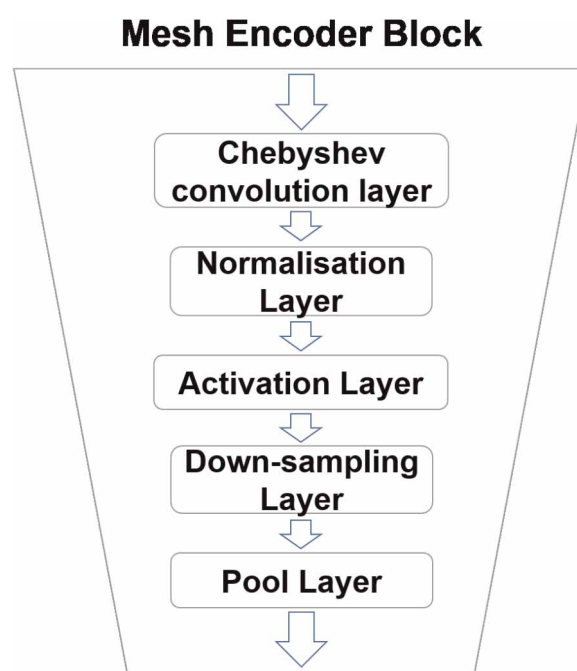 Mesh Encoder Block
Chebyshev
convolution layer
Normalisation
Layer
Activation Layer
Down-sampling
Layer
Pool Layer